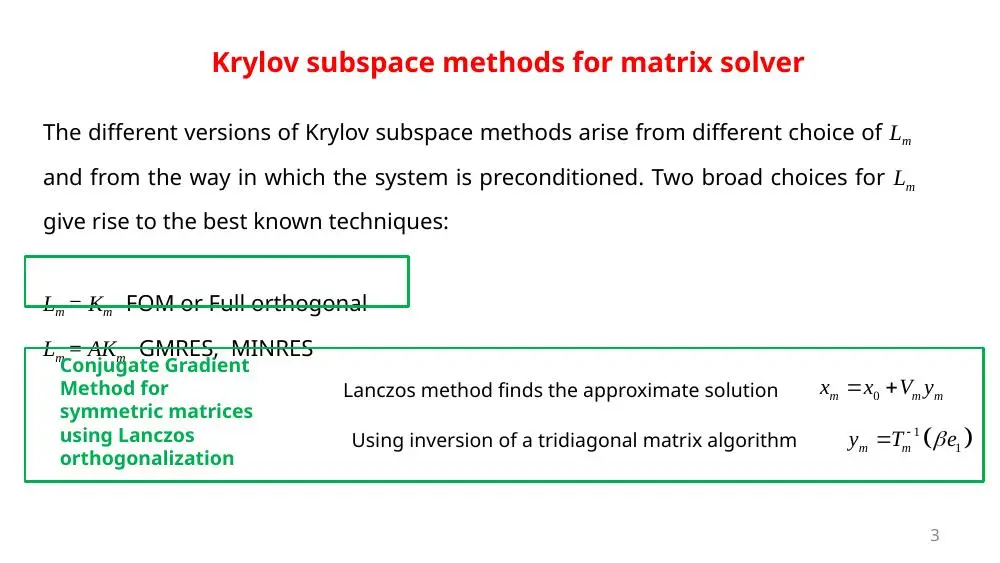 Krylov subspace methods for matrix solver
The different versions of Krylov subspace methods arise from different choice of Lₘ
and from the way in which the system is preconditioned. Two broad choices for Lₘ
give rise to the best known techniques:
Lₘ = Kₘ FOM or Full orthogonal
Lₘ = AKₘ GMRES, MINRES
Conjugate Gradient
Method for
symmetric matrices
using Lanczos
orthogonalization
Lanczos method finds the approximate solution xₘ = x₀ + Vₘyₘ
Using inversion of a tridiagonal matrix algorithm yₘ = Tₘ⁻¹(βe₁)
3